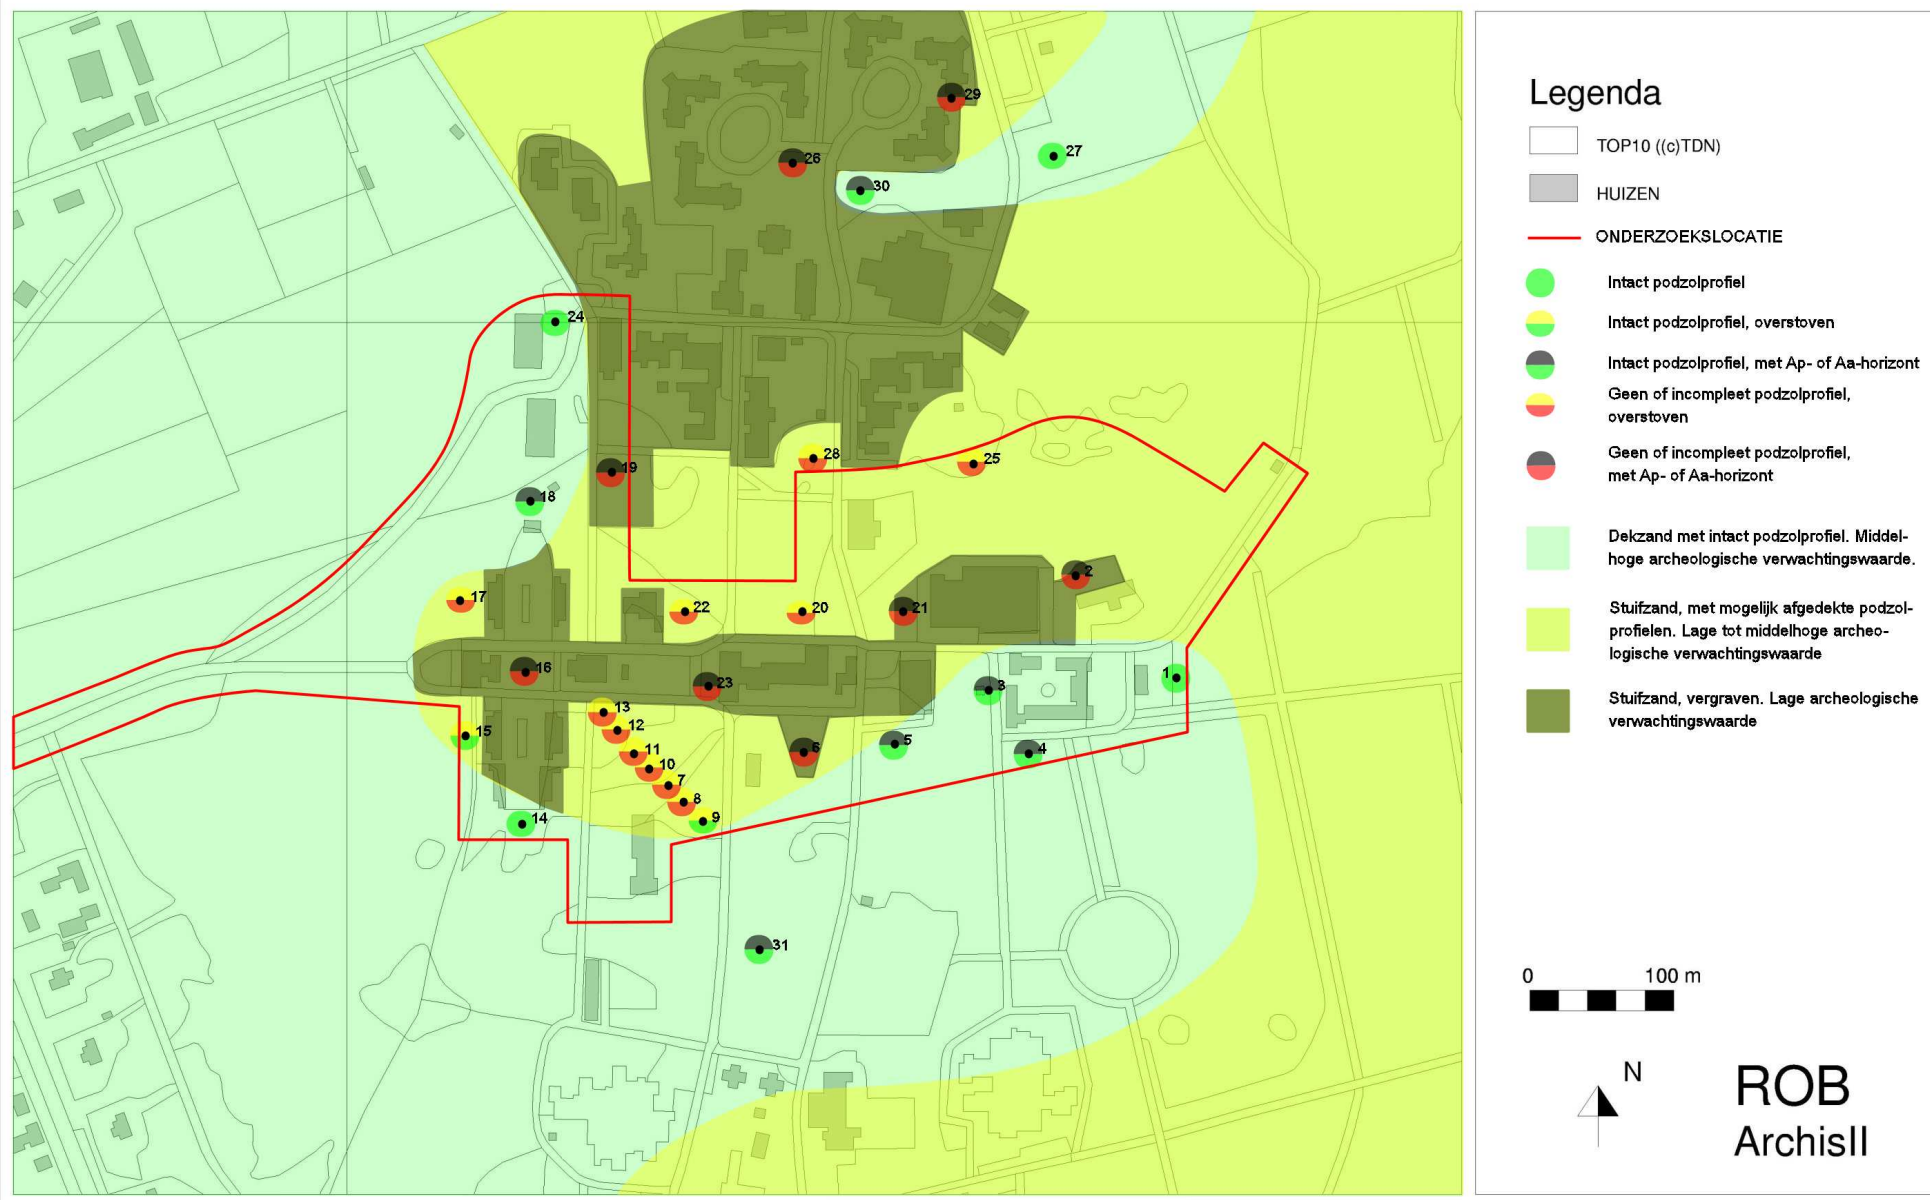 29
27
26
30
24
28
25
19
18
2
17
22
20
21
16
23
3
1
13
12
15
11
6
5
4
10
7
8
9
14
31
Legenda
TOP10 ((c)TDN)
HUIZEN
ONDERZOEKSLOCATIE
Intact podzolprofiel
Intact podzolprofiel, overstoven
Intact podzolprofiel, met Ap- of Aa-horizont
Geen of incompleet podzolprofiel,
overstoven
Geen of incompleet podzolprofiel,
met Ap- of Aa-horizont
Dekzand met intact podzolprofiel. Middel-
hoge archeologische verwachtingswaarde.
Stuifzand, met mogelijk afgedekte podzol-
profielen. Lage tot middelhoge archeo-
logische verwachtingswaarde
Stuifzand, vergraven. Lage archeologische
verwachtingswaarde
0 100 m
N
ROB
ArchisII